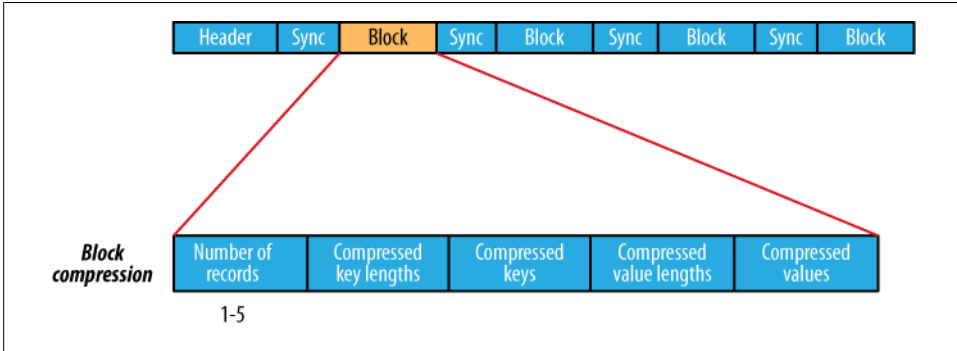 Header Sync Block Sync Block Sync Block Sync Block
Block
compression
Number of
records
Compressed
key lengths
Compressed
keys
Compressed
value lengths
Compressed
values
1-5